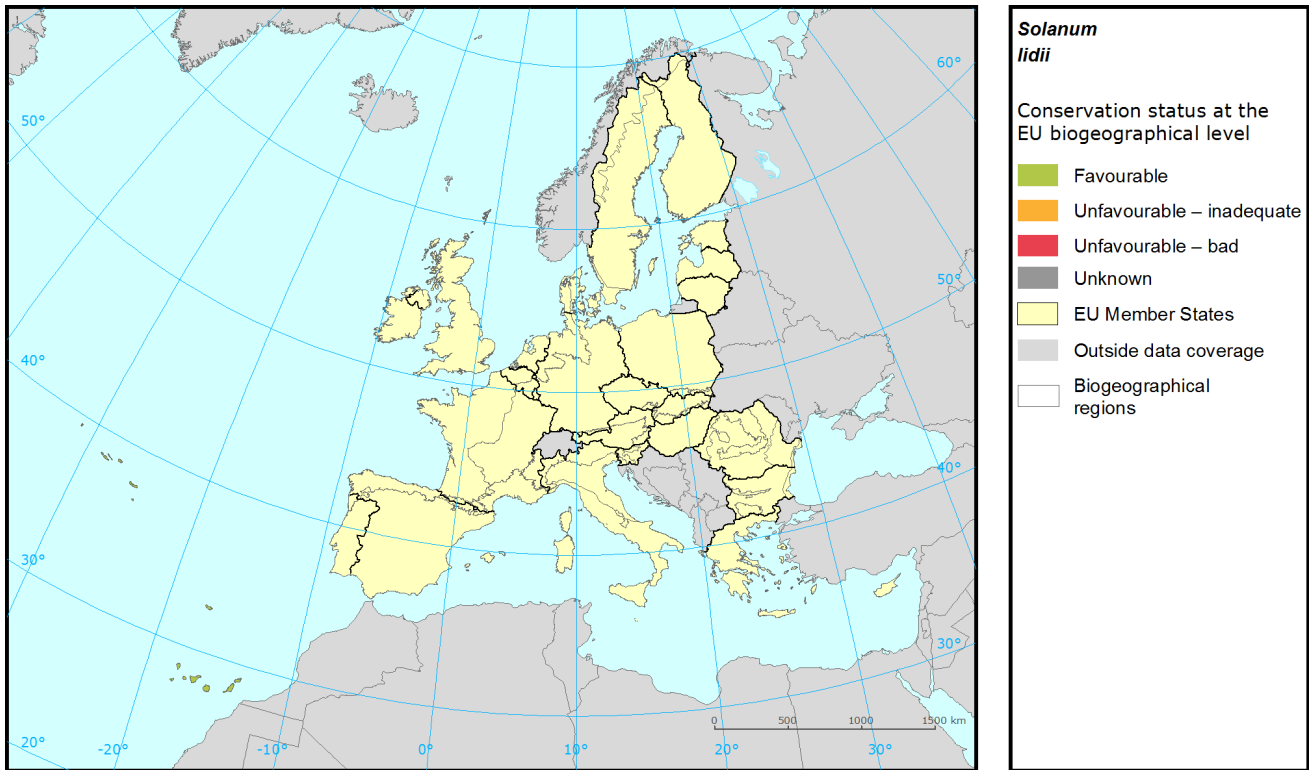 Solanum
lidii
Conservation status at the
EU biogeographical level
Favourable
Unfavourable – inadequate
Unfavourable – bad
Unknown
EU Member States
Outside data coverage
Biogeographical
regions
60°
50°
50°
40°
40°
30°
30°
20°
-20°
-10°
0°
10°
20°
30°
0
500
1000
1500 km